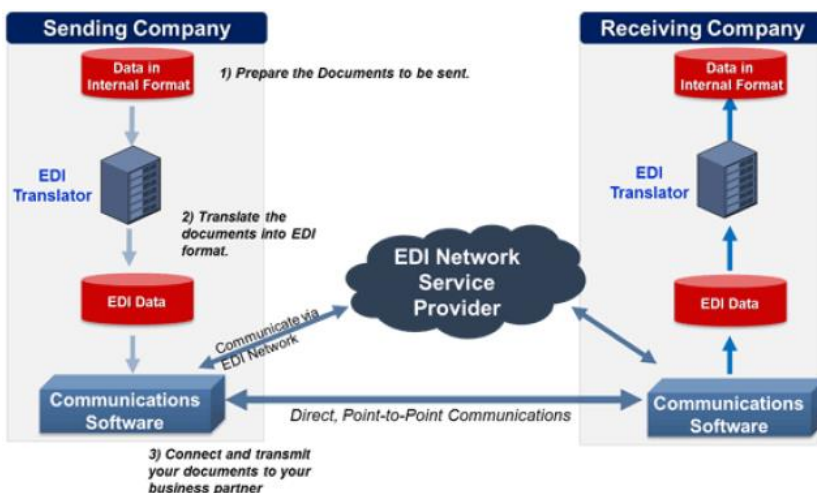 Sending Company
Data in
Internal Format
1) Prepare the Documents to be sent.
EDI
Translator
2) Translate the
documents into EDI
format.
EDI Data
Communicate via
EDI Network
Communications
Software
3) Connect and transmit
your documents to your
business partner
EDI Network
Service
Provider
Direct, Point-to-Point Communications
Receiving Company
Data in
Internal Format
EDI
Translator
EDI Data
Communications
Software